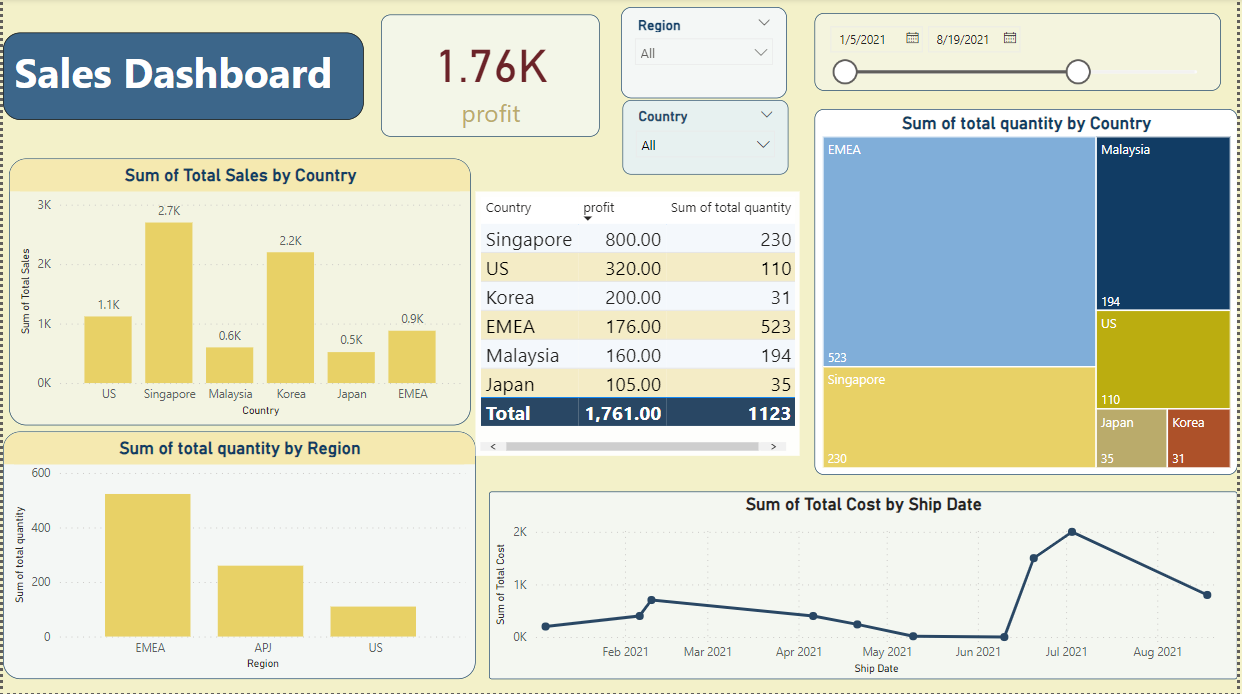 Sales Dashboard
1.76K
profit
Region
All
Country
All
1/5/2021 8/19/2021
Sum of Total Sales by Country
Sum of Total Sales
3K
2K
1K
0K
1.1K
2.7K
0.6K
2.2K
0.5K
0.9K
US Singapore Malaysia Korea Japan EMEA
Country
Country profit Sum of total quantity
Singapore 800.00 230
US 320.00 110
Korea 200.00 31
EMEA 176.00 523
Malaysia 160.00 194
Japan 105.00 35
Total 1,761.00 1123
Sum of total quantity by Country
EMEA
523
Malaysia
194
Singapore
230
US
110
Japan
35
Korea
31
Sum of total quantity by Region
Sum of total quantity
600
400
200
0
EMEA APJ US
Region
Sum of Total Cost by Ship Date
Sum of Total Cost
2K
1K
0K
Feb 2021 Mar 2021 Apr 2021 May 2021 Jun 2021 Jul 2021 Aug 2021
Ship Date